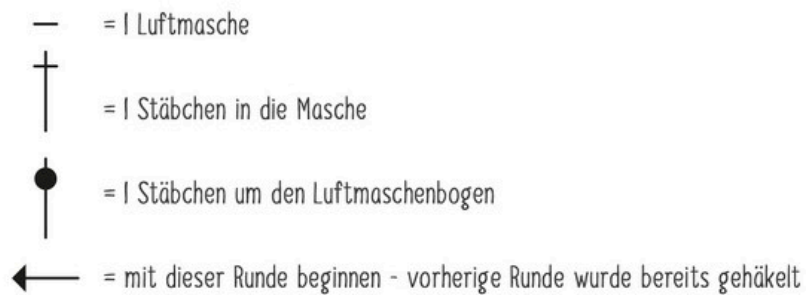 = 1 Luftmasche
= 1 Stäbchen in die Masche
= 1 Stäbchen um den Luftmaschenbogen
= mit dieser Runde beginnen - vorherige Runde wurde bereits gehäkelt